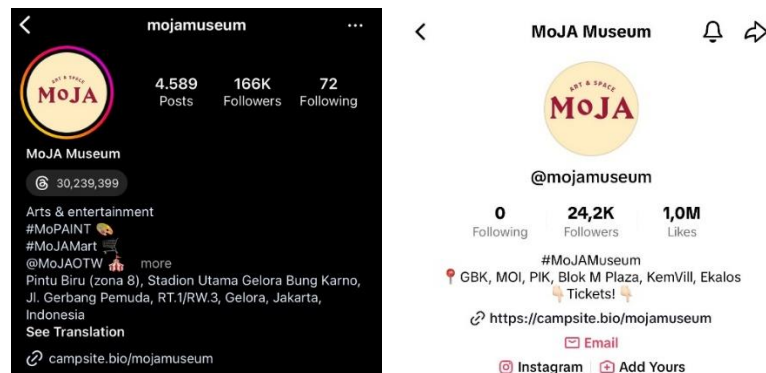 mojamuseum
ART & SPACE
MoJA
4.589
166K
72
Posts
Followers
Following
MoJA Museum
30,239,399
Arts & entertainment
#MoPAINT 🎨
#MoJAMart 🛒
@MoJAOTW 🎪 more
Pintu Biru (zona 8), Stadion Utama Gelora Bung Karno,
Jl. Gerbang Pemuda, RT.1/RW.3, Gelora, Jakarta,
Indonesia
See Translation
campsite.bio/mojamuseum
MoJA Museum
ART & SPACE
MoJA
@mojamuseum
0
24,2K
1,0M
Following
Followers
Likes
#MoJAMuseum
📍 GBK, MOI, PIK, Blok M Plaza, KemVill, Ekalos
👇🏻 Tickets! 👇🏻
https://campsite.bio/mojamuseum
Email
Instagram
Add Yours